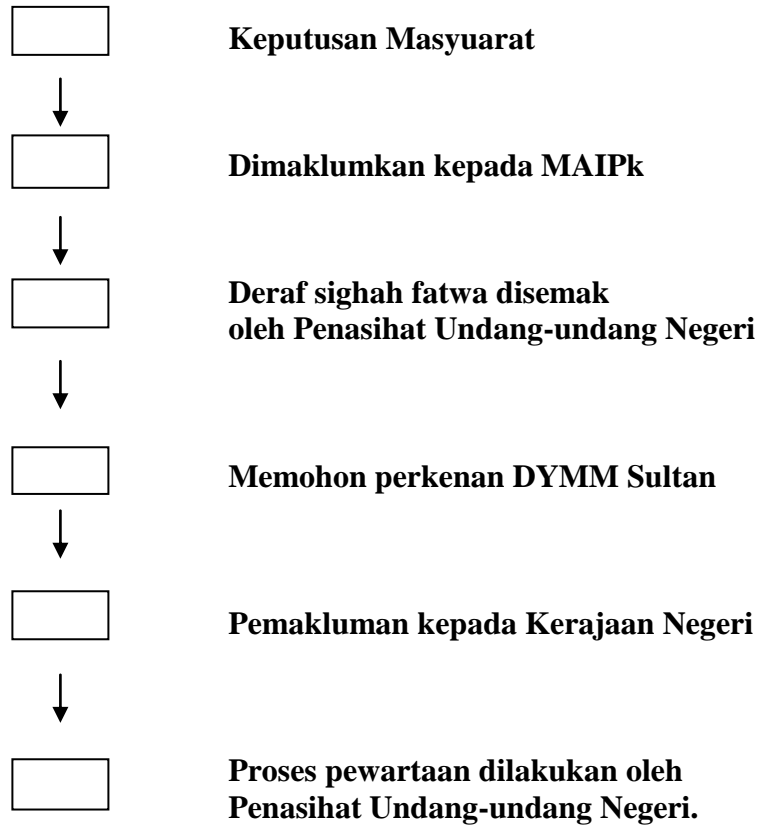 Keputusan Masyuarat
Dimaklumkan kepada MAIPk
Deraf sighah fatwa disemak
oleh Penasihat Undang-undang Negeri
Memohon perkenan DYMM Sultan
Pemakluman kepada Kerajaan Negeri
Proses pewartaan dilakukan oleh
Penasihat Undang-undang Negeri.